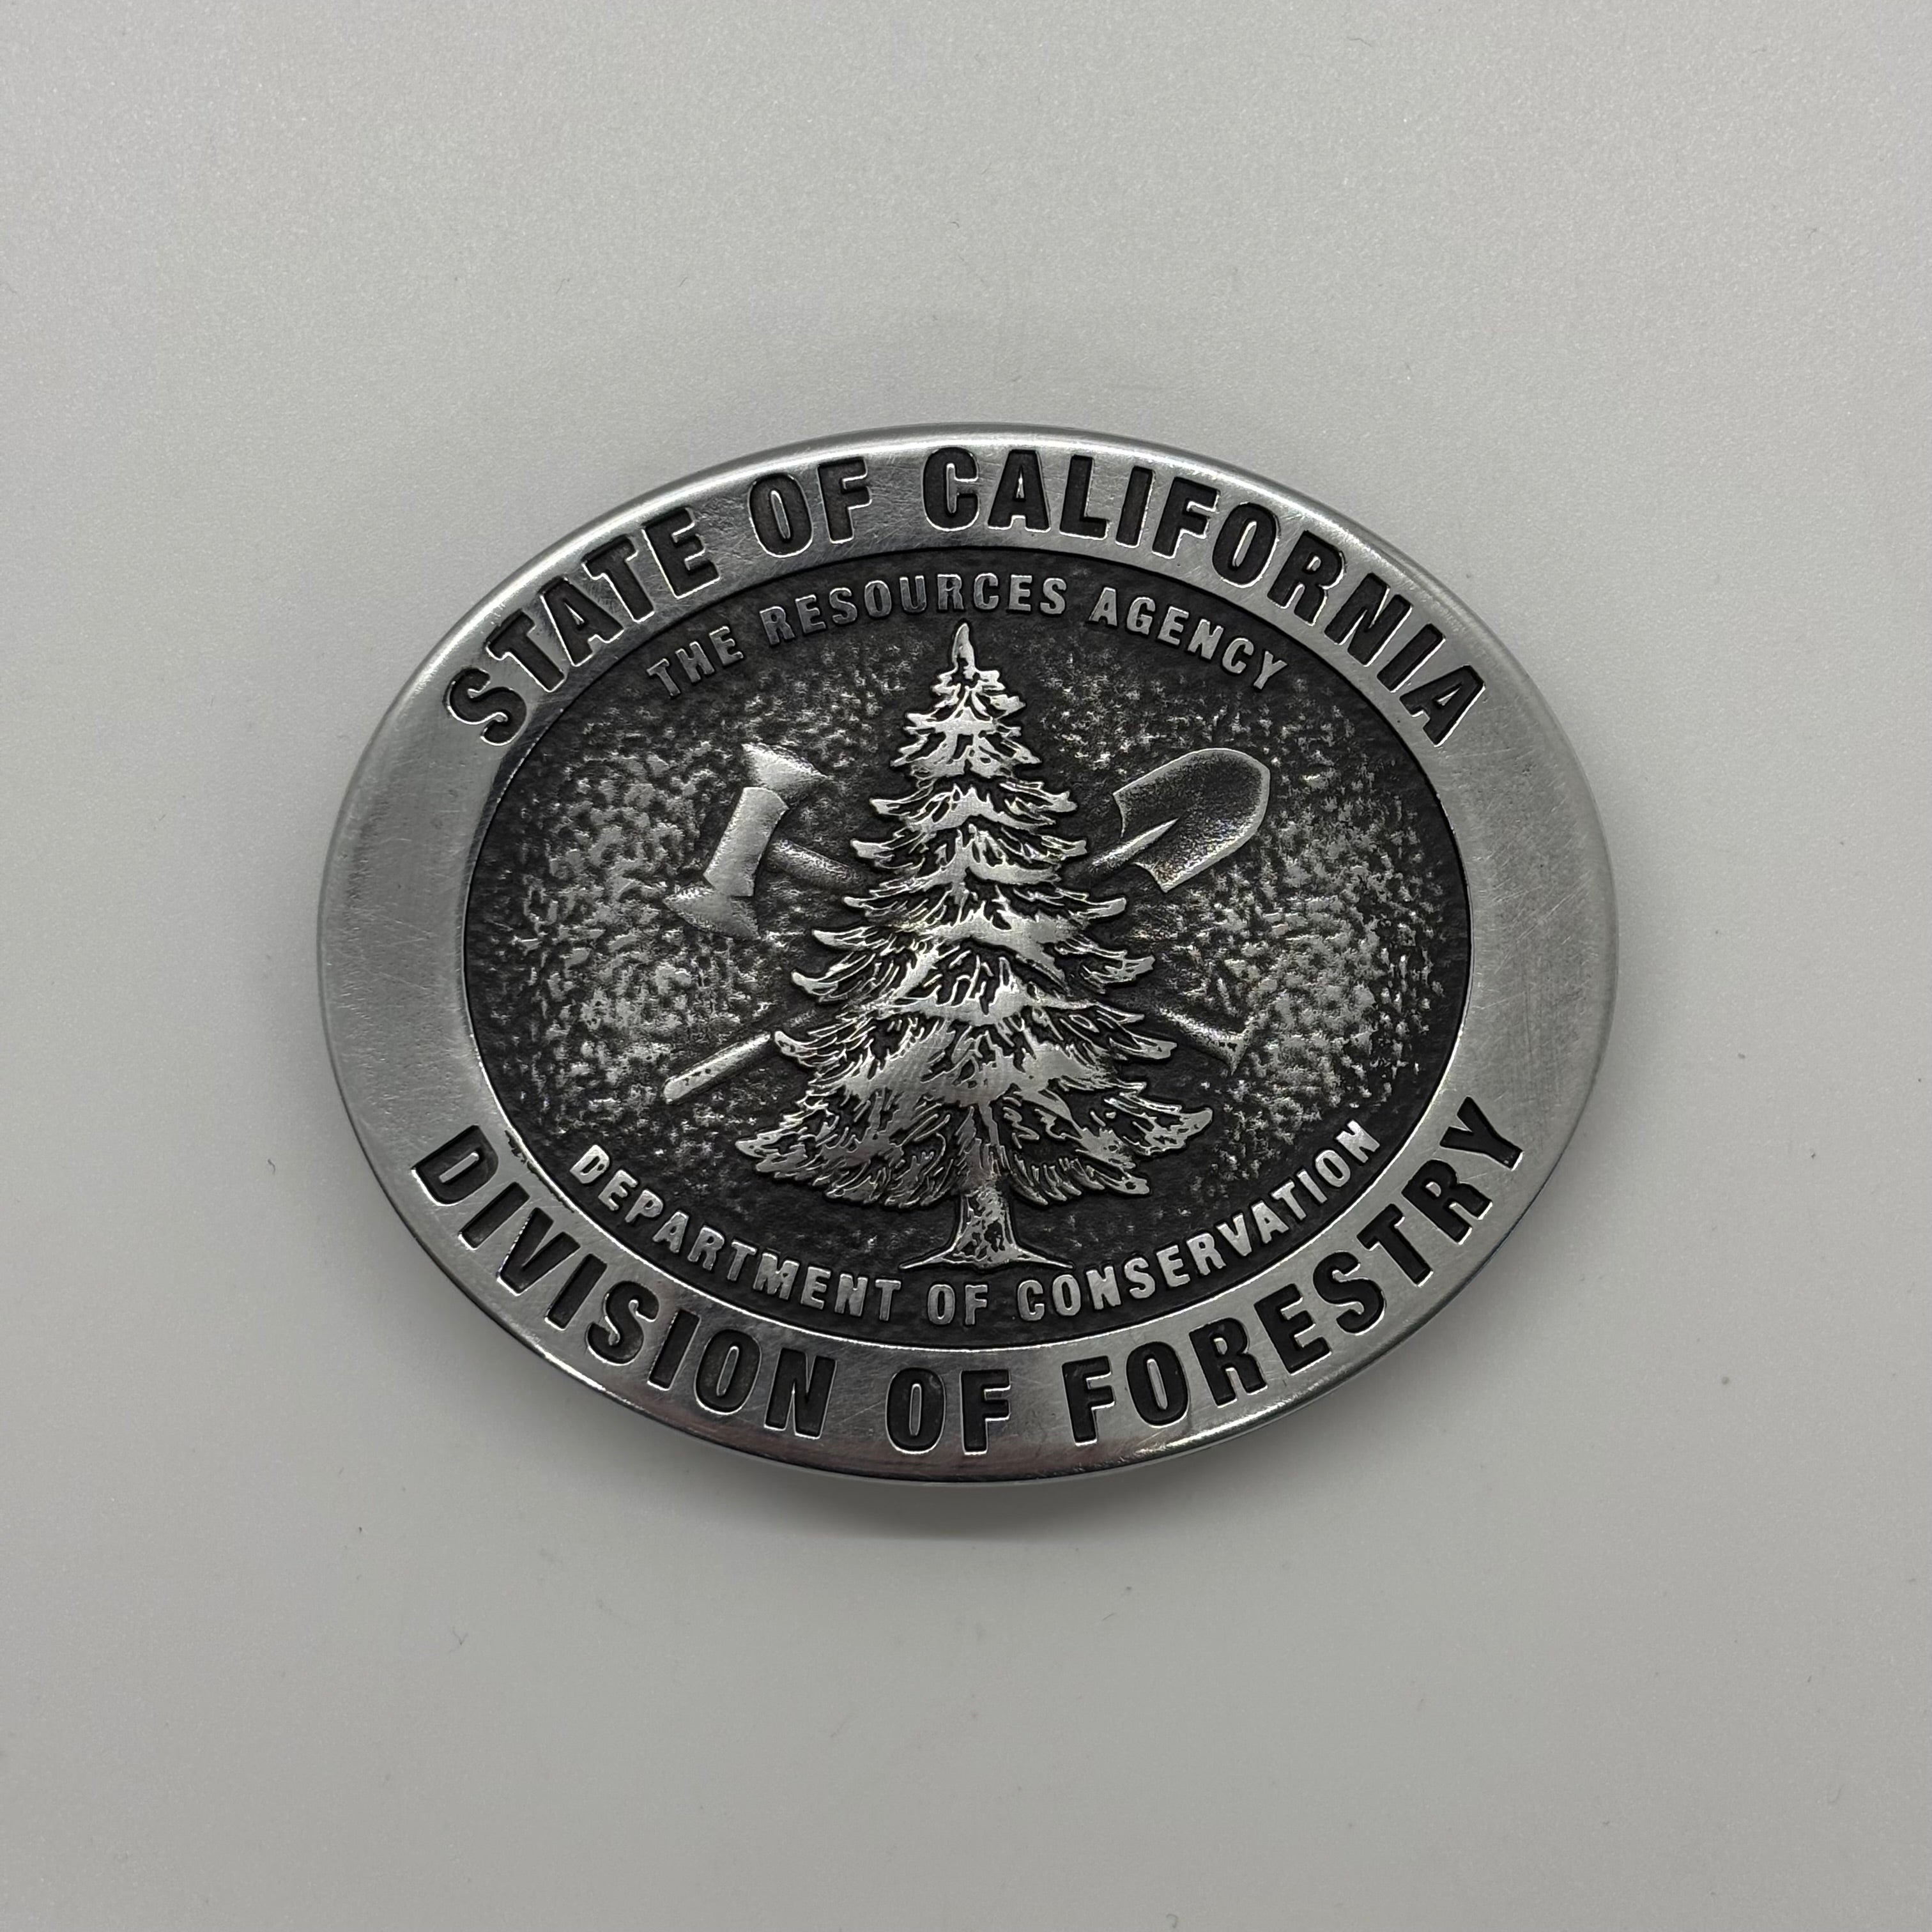 STATE OF CALIFORNIA
THE RESOURCES AGENCY
DEPARTMENT OF CONSERVATION
DIVISION OF FORESTRY